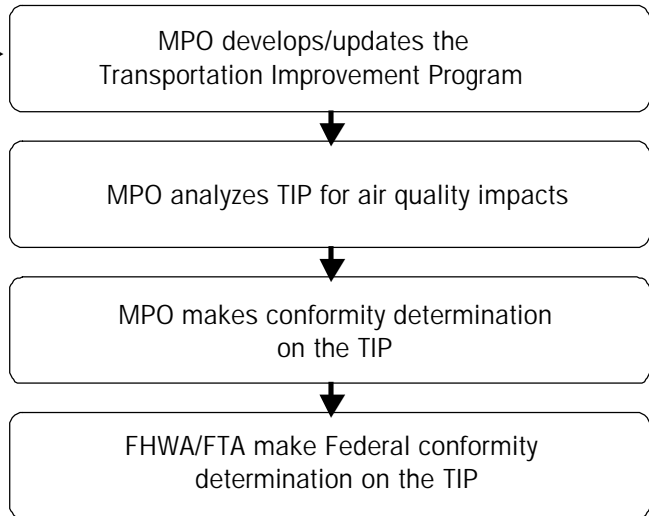 MPO develops/updates the
Transportation Improvement Program
MPO analyzes TIP for air quality impacts
MPO makes conformity determination
on the TIP
FHWA/FTA make Federal conformity
determination on the TIP